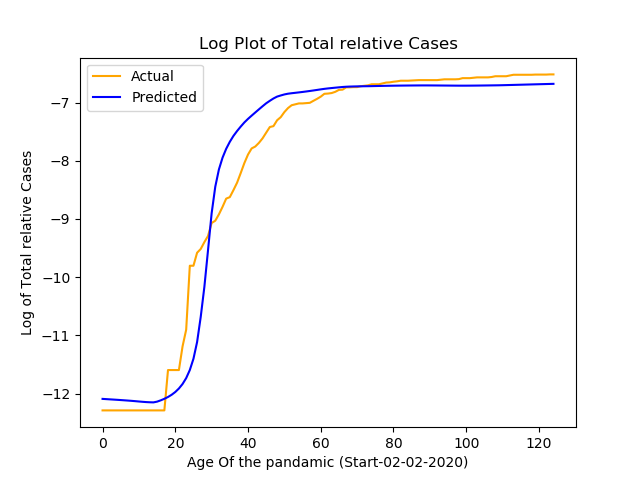 Log Plot of Total relative Cases
Actual
Predicted
Log of Total relative Cases
−7
−8
−9
−10
−11
−12
0 20 40 60 80 100 120
Age Of the pandamic (Start-02-02-2020)